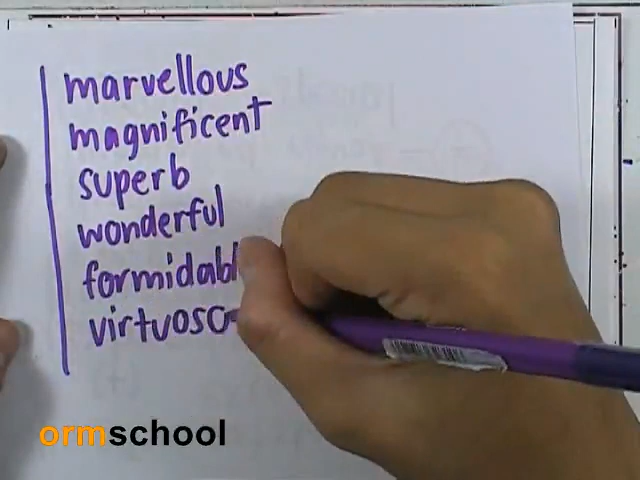 marvellous
magnificent
superb
wonderful
formidabl
virtuoso
ormschool